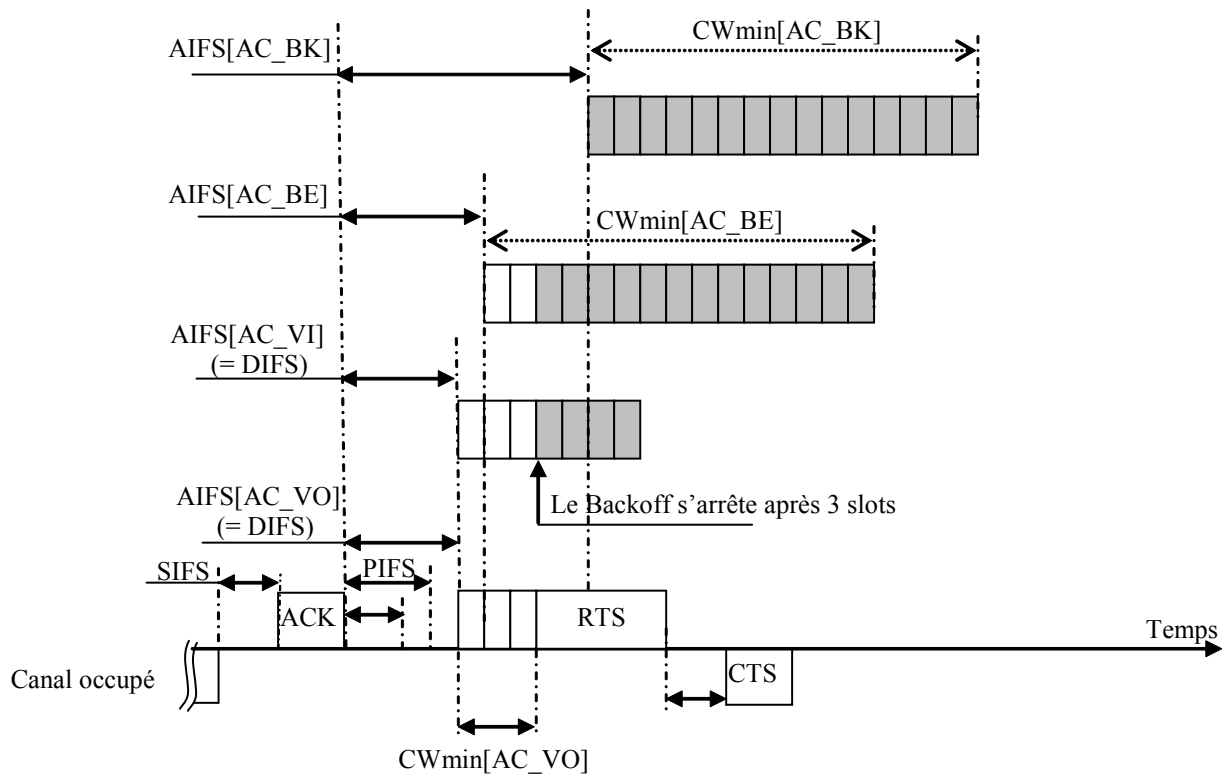 CWmin[AC_BK]
AIFS[AC_BK]
AIFS[AC_BE]
CWmin[AC_BE]
AIFS[AC_VI]
(= DIFS)
Le Backoff s’arrête après 3 slots
AIFS[AC_VO]
(= DIFS)
SIFS
PIFS
ACK
RTS
Temps
Canal occupé
CTS
CWmin[AC_VO]